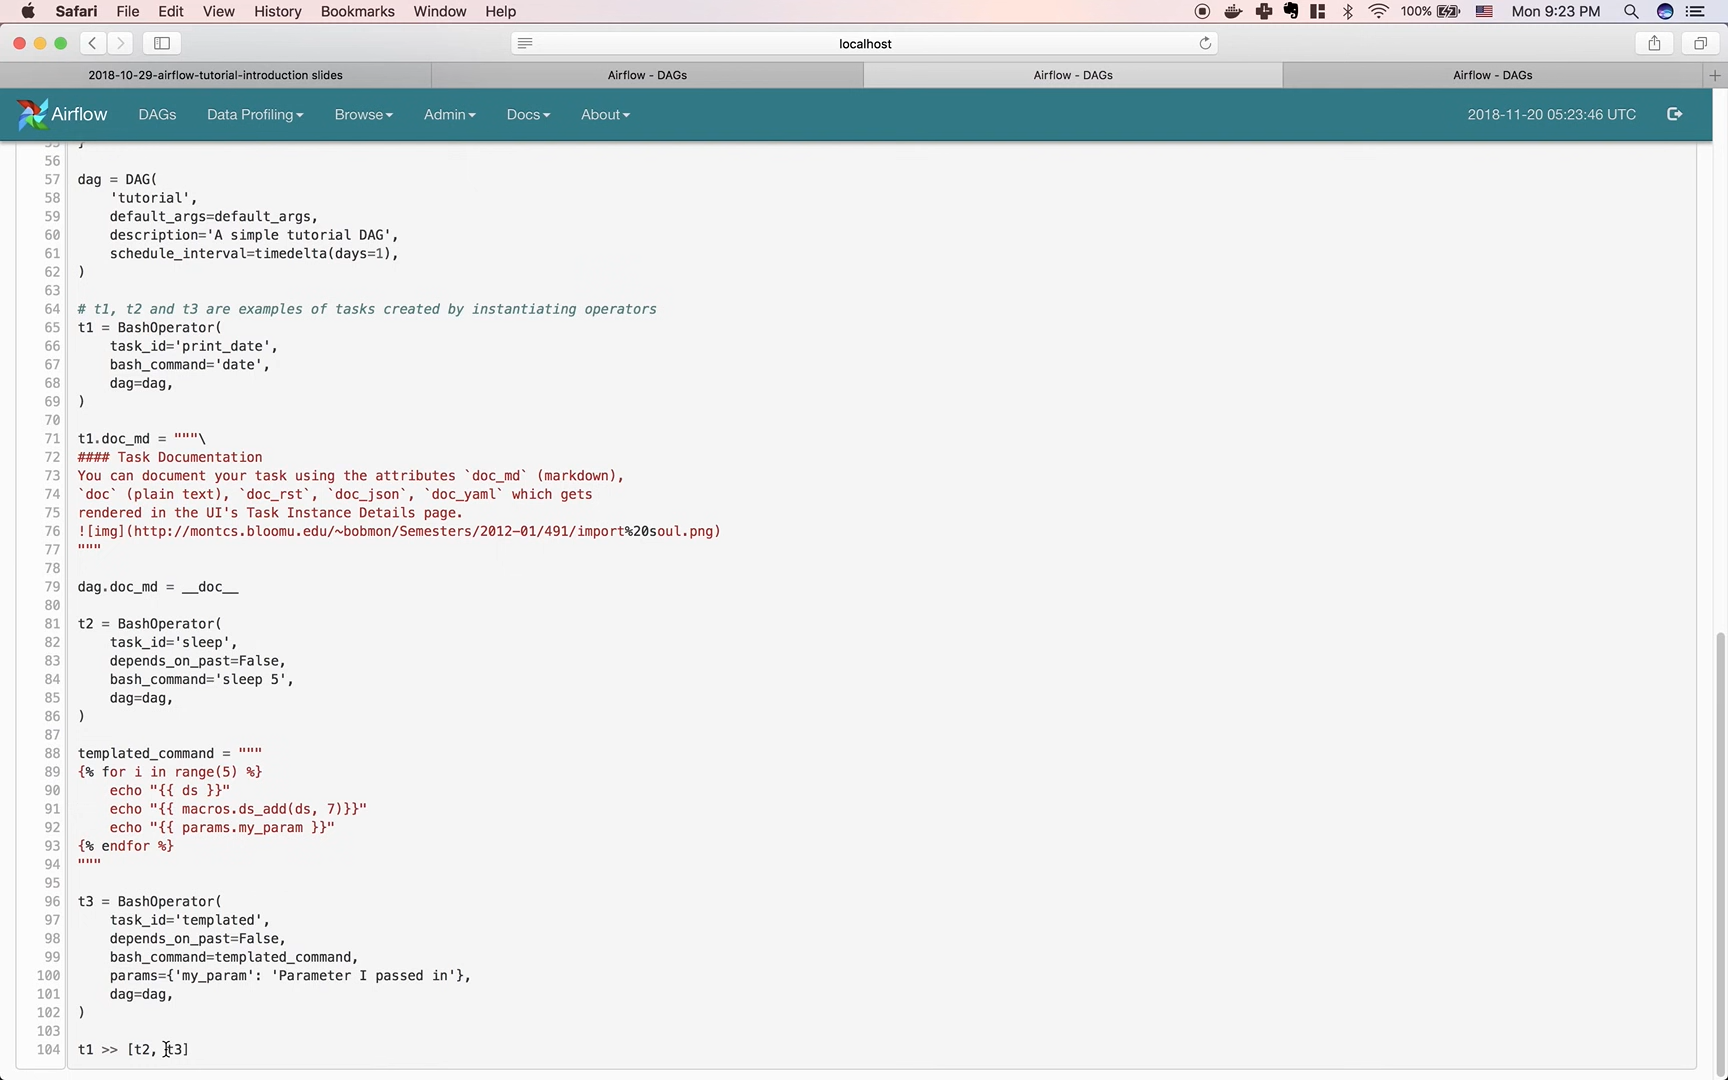 Safari File Edit View History Bookmarks Window Help 100% Mon 9:23 PM
localhost
2018-10-29-airflow-tutorial-introduction slides Airflow - DAGs Airflow - DAGs Airflow - DAGs +
Airflow DAGs Data Profiling Browse Admin Docs About 2018-11-20 05:23:46 UTC
56
57 dag = DAG(
58 'tutorial',
59 default_args=default_args,
60 description='A simple tutorial DAG',
61 schedule_interval=timedelta(days=1),
62 )
63
64 # t1, t2 and t3 are examples of tasks created by instantiating operators
65 t1 = BashOperator(
66 task_id='print_date',
67 bash_command='date',
68 dag=dag,
69 )
70
71 t1.doc_md = """\
72 #### Task Documentation
73 You can document your task using the attributes `doc_md` (markdown),
74 `doc` (plain text), `doc_rst`, `doc_json`, `doc_yaml` which gets
75 rendered in the UI's Task Instance Details page.
76 ![img](http://montcs.bloomu.edu/~bobmon/Semesters/2012-01/491/import%20soul.png)
77 """
78
79 dag.doc_md = __doc__
80
81 t2 = BashOperator(
82 task_id='sleep',
83 depends_on_past=False,
84 bash_command='sleep 5',
85 dag=dag,
86 )
87
88 templated_command = """
89 {% for i in range(5) %}
90 echo "{{ ds }}"
91 echo "{{ macros.ds_add(ds, 7)}}"
92 echo "{{ params.my_param }}"
93 {% endfor %}
94 """
95
96 t3 = BashOperator(
97 task_id='templated',
98 depends_on_past=False,
99 bash_command=templated_command,
100 params={'my_param': 'Parameter I passed in'},
101 dag=dag,
102 )
103
104 t1 >> [t2, t3]